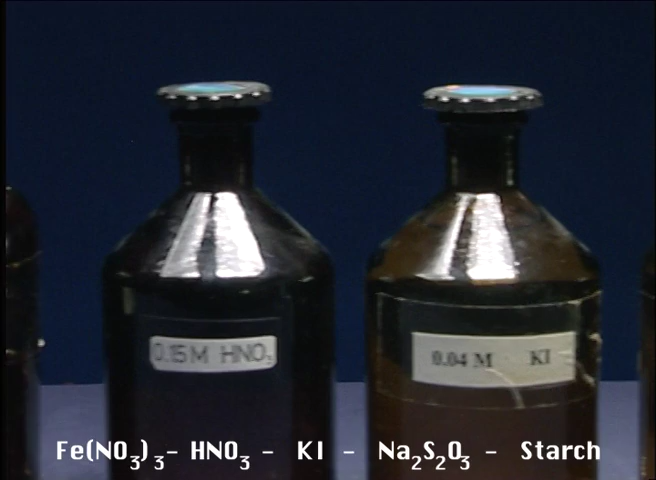 0.15 M HNO₃
0.04 M KI
Fe(NO₃)₃- HNO₃ - KI - Na₂S₂O₃ - Starch